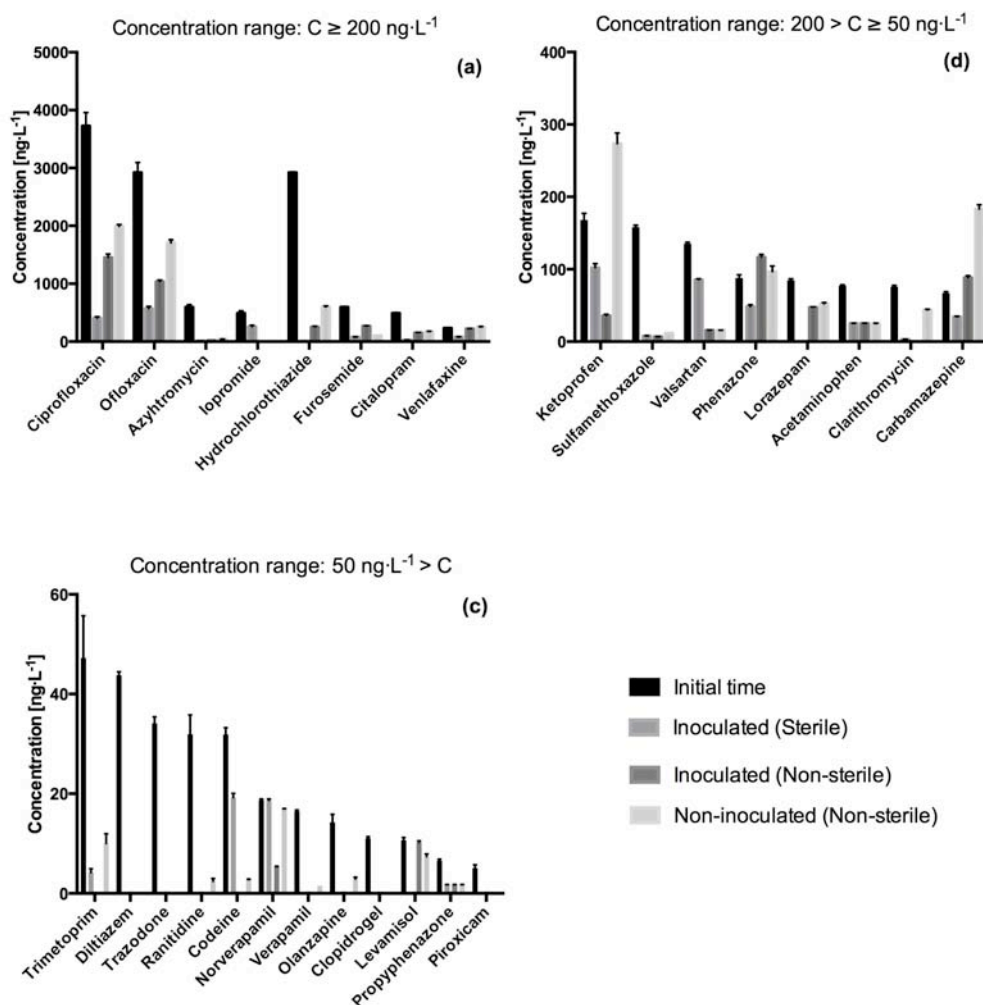 Concentration range: C ≥ 200 ng·L⁻¹
(a)
Concentration [ng·L⁻¹]
5000
4000
3000
2000
1000
0
Ciprofloxacin
Ofloxacin
Azyhtromycin
Iopromide
Hydrochlorothiazide
Furosemide
Citalopram
Venlafaxine
Concentration range: 200 > C ≥ 50 ng·L⁻¹
(d)
Concentration [ng·L⁻¹]
400
300
200
100
0
Ketoprofen
Sulfamethoxazole
Valsartan
Phenazone
Lorazepam
Acetaminophen
Clarithromycin
Carbamazepine
Concentration range: 50 ng·L⁻¹ > C
(c)
Concentration [ng·L⁻¹]
60
40
20
0
Trimetoprim
Diltiazem
Trazodone
Ranitidine
Codeine
Norverapamil
Verapamil
Olanzapine
Clopidrogel
Levamisol
Propyphenazone
Piroxicam
Initial time
Inoculated (Sterile)
Inoculated (Non-sterile)
Non-inoculated (Non-sterile)